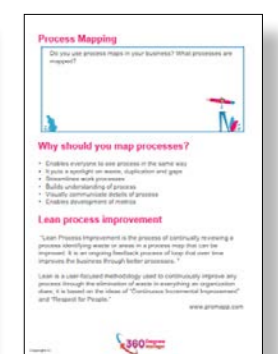 Process Mapping
Do you use process maps in your business? What processes are
mapped?
Why should you map processes?
• Enables everyone to see process in the same way
• It puts a spotlight on waste, duplication and gaps
• Streamlines work processes
• Builds understanding of process
• Visually communicate details of process
• Enables development of metrics
Lean process improvement
"Lean Process Improvement is the process of continually reviewing a
process identifying waste or areas in a process map that can be
improved. It is an ongoing feedback process of loop that over time
improves the business through better processes. "
Lean is a user-focused methodology used to continuously improve any
process through the elimination of waste in everything an organization
does; it is based on the ideas of "Continuous Incremental Improvement"
and "Respect for People."
www.promapp.com
360